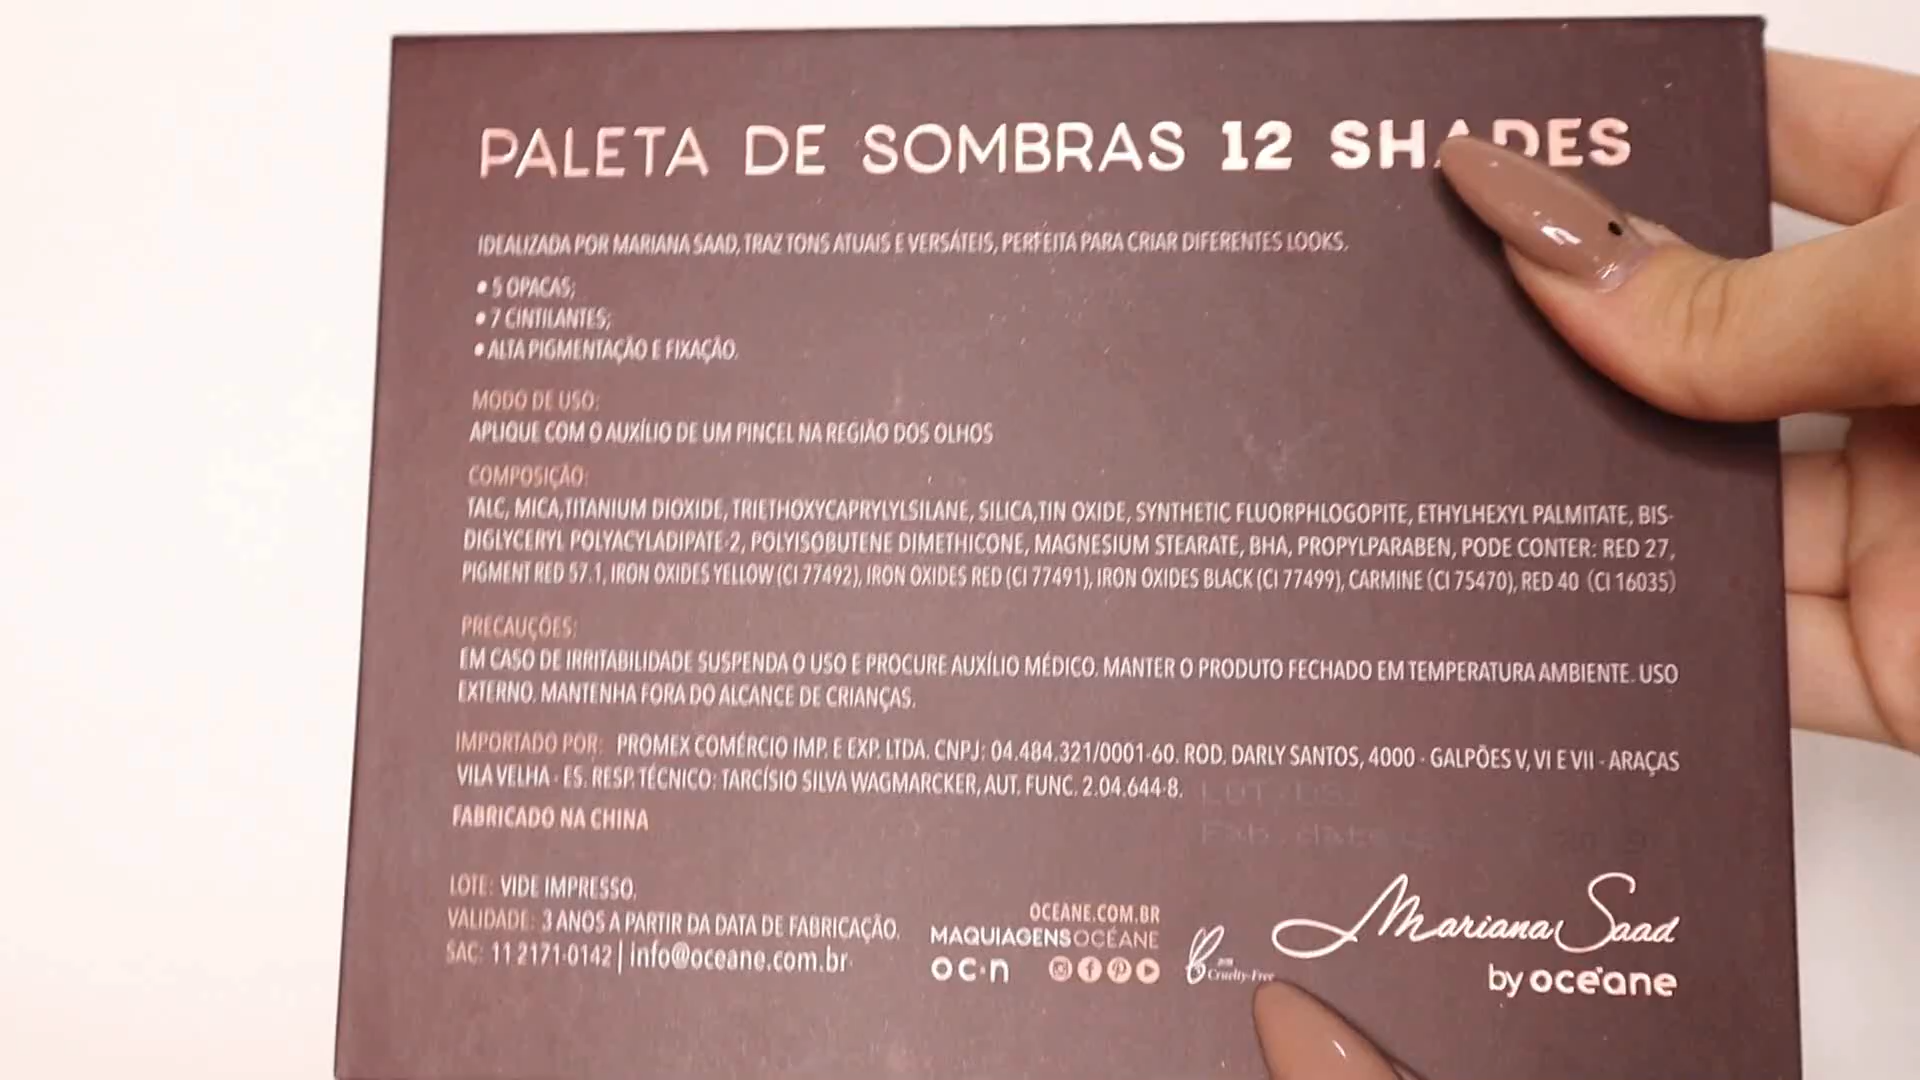 PALETA DE SOMBRAS 12 SHADES
IDEALIZADA POR MARIANA SAAD, TRAZ TONS ATUAIS E VERSÁTEIS, PERFEITA PARA CRIAR DIFERENTES LOOKS.
• 5 OPACAS;
• 7 CINTILANTES;
• ALTA PIGMENTAÇÃO E FIXAÇÃO.
MODO DE USO:
APLIQUE COM O AUXÍLIO DE UM PINCEL NA REGIÃO DOS OLHOS
COMPOSIÇÃO:
TALC, MICA,TITANIUM DIOXIDE, TRIETHOXYCAPRYLYLSILANE, SILICA,TIN OXIDE, SYNTHETIC FLUORPHLOGOPITE, ETHYLHEXYL PALMITATE, BIS-
DIGLYCERYL POLYACYLADIPATE-2, POLYISOBUTENE DIMETHICONE, MAGNESIUM STEARATE, BHA, PROPYLPARABEN, PODE CONTER: RED 27,
PIGMENT RED 57.1, IRON OXIDES YELLOW (CI 77492), IRON OXIDES RED (CI 77491), IRON OXIDES BLACK (CI 77499), CARMINE (CI 75470), RED 40 (CI 16035)
PRECAUÇÕES:
EM CASO DE IRRITABILIDADE SUSPENDA O USO E PROCURE AUXÍLIO MÉDICO. MANTER O PRODUTO FECHADO EM TEMPERATURA AMBIENTE. USO
EXTERNO. MANTENHA FORA DO ALCANCE DE CRIANÇAS.
IMPORTADO POR: PROMEX COMÉRCIO IMP. E EXP. LTDA. CNPJ: 04.484.321/0001-60. ROD. DARLY SANTOS, 4000 - GALPÕES V, VI E VII - ARAÇAS
VILA VELHA - ES. RESP. TÉCNICO: TARCÍSIO SILVA WAGMARCKER, AUT. FUNC. 2.04.644-8.
FABRICADO NA CHINA
LOT
Fab. date
LOTE: VIDE IMPRESSO.
VALIDADE: 3 ANOS A PARTIR DA DATA DE FABRICAÇÃO.
SAC: 11 2171-0142 | info@oceane.com.br
OCEANE.COM.BR
MAQUIAGENSOCÉANE
oc·n
Cruelty-Free
Mariana Saad
by océane